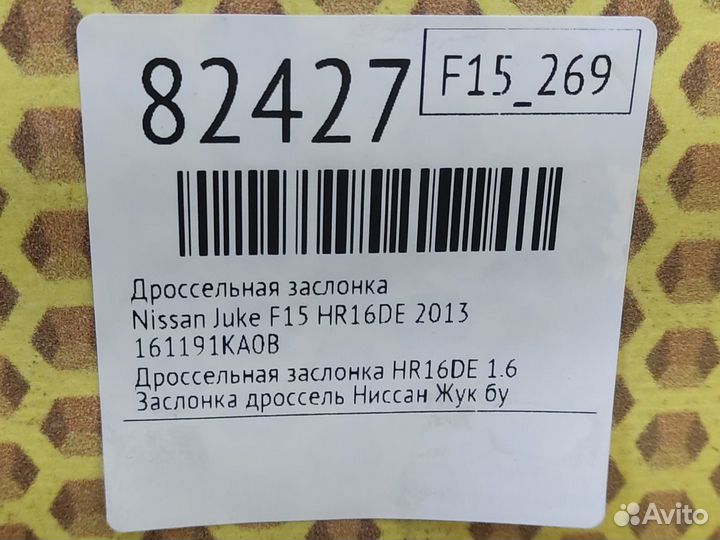 82427
F15_269
Дроссельная заслонка
Nissan Juke F15 HR16DE 2013
161191KA0B
Дроссельная заслонка HR16DE 1.6
Заслонка дроссель Ниссан Жук бу
Avito